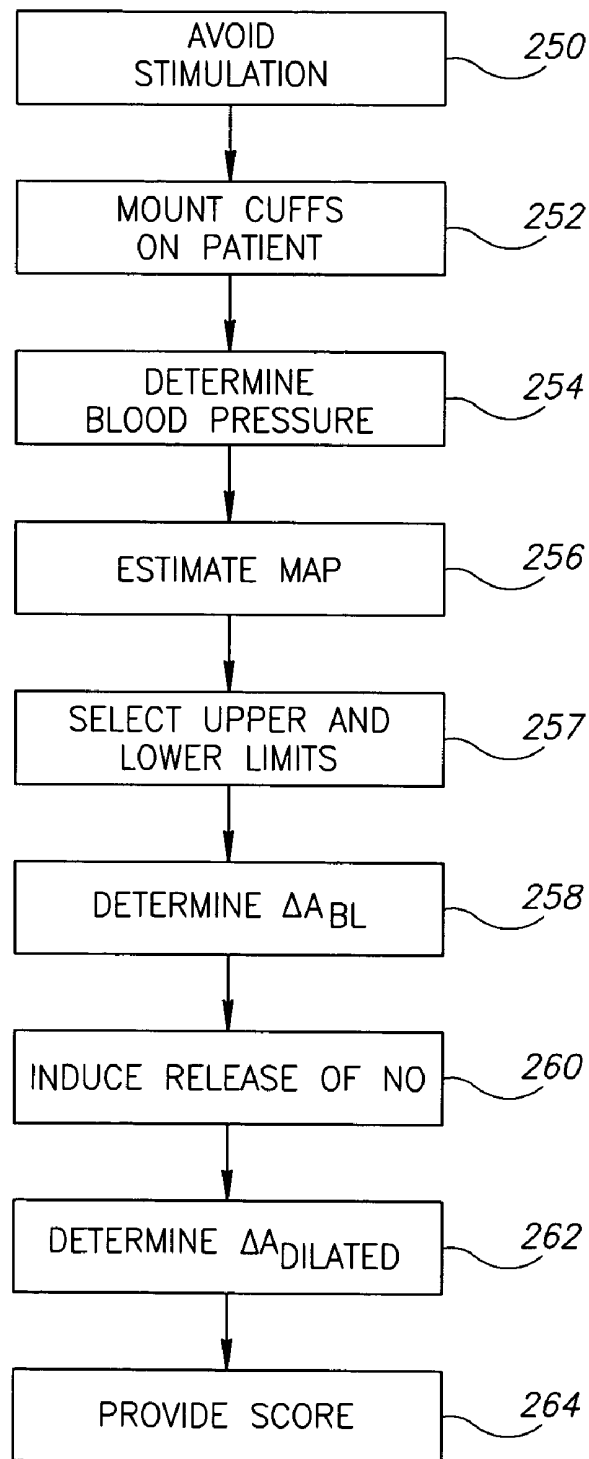 AVOID
STIMULATION
250
MOUNT CUFFS
ON PATIENT
252
DETERMINE
BLOOD PRESSURE
254
ESTIMATE MAP
256
SELECT UPPER AND
LOWER LIMITS
257
DETERMINE ΔA_BL
258
INDUCE RELEASE OF NO
260
DETERMINE ΔA_DILATED
262
PROVIDE SCORE
264